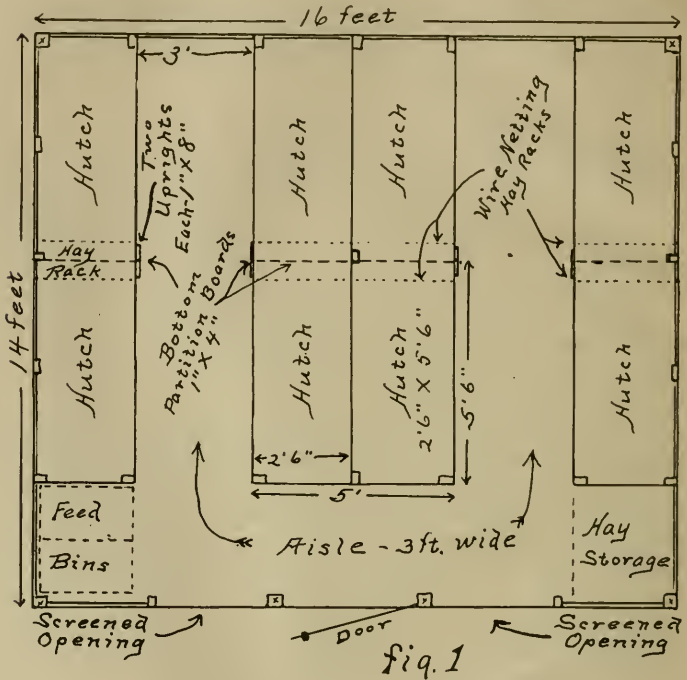 16 feet
3'
Hutch
Hutch
Hutch
Hutch
Two
Uprights
Each-1"X8"
Wire Netting
Hay Racks
Hay
Rack
Bottom
Partition Boards
1"X4"
14 feet
Hutch
Hutch
Hutch
2'6" X 5'6"
5'6"
Hutch
2'6"
5'
Feed
Bins
Aisle - 3ft. wide
Hay
Storage
Screened
Opening
Door
Screened
Opening
fig. 1